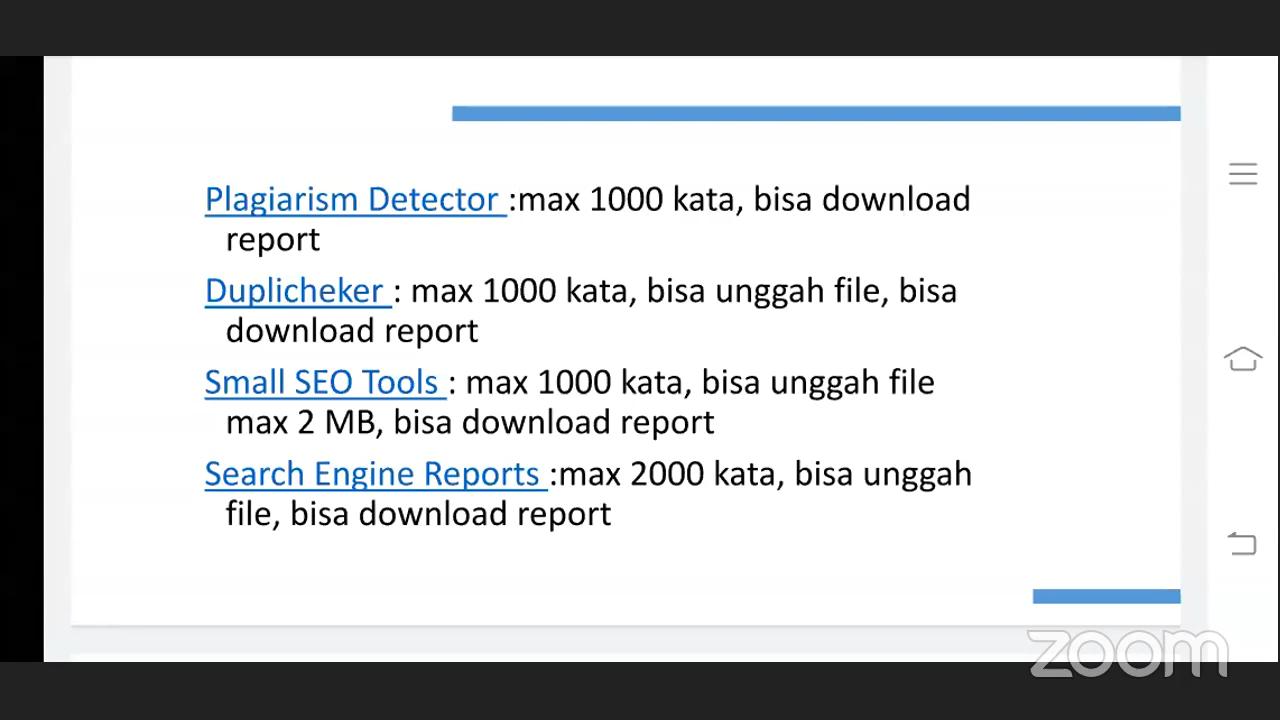 Plagiarism Detector :max 1000 kata, bisa download
report
Duplicheker : max 1000 kata, bisa unggah file, bisa
download report
Small SEO Tools : max 1000 kata, bisa unggah file
max 2 MB, bisa download report
Search Engine Reports :max 2000 kata, bisa unggah
file, bisa download report
zoom